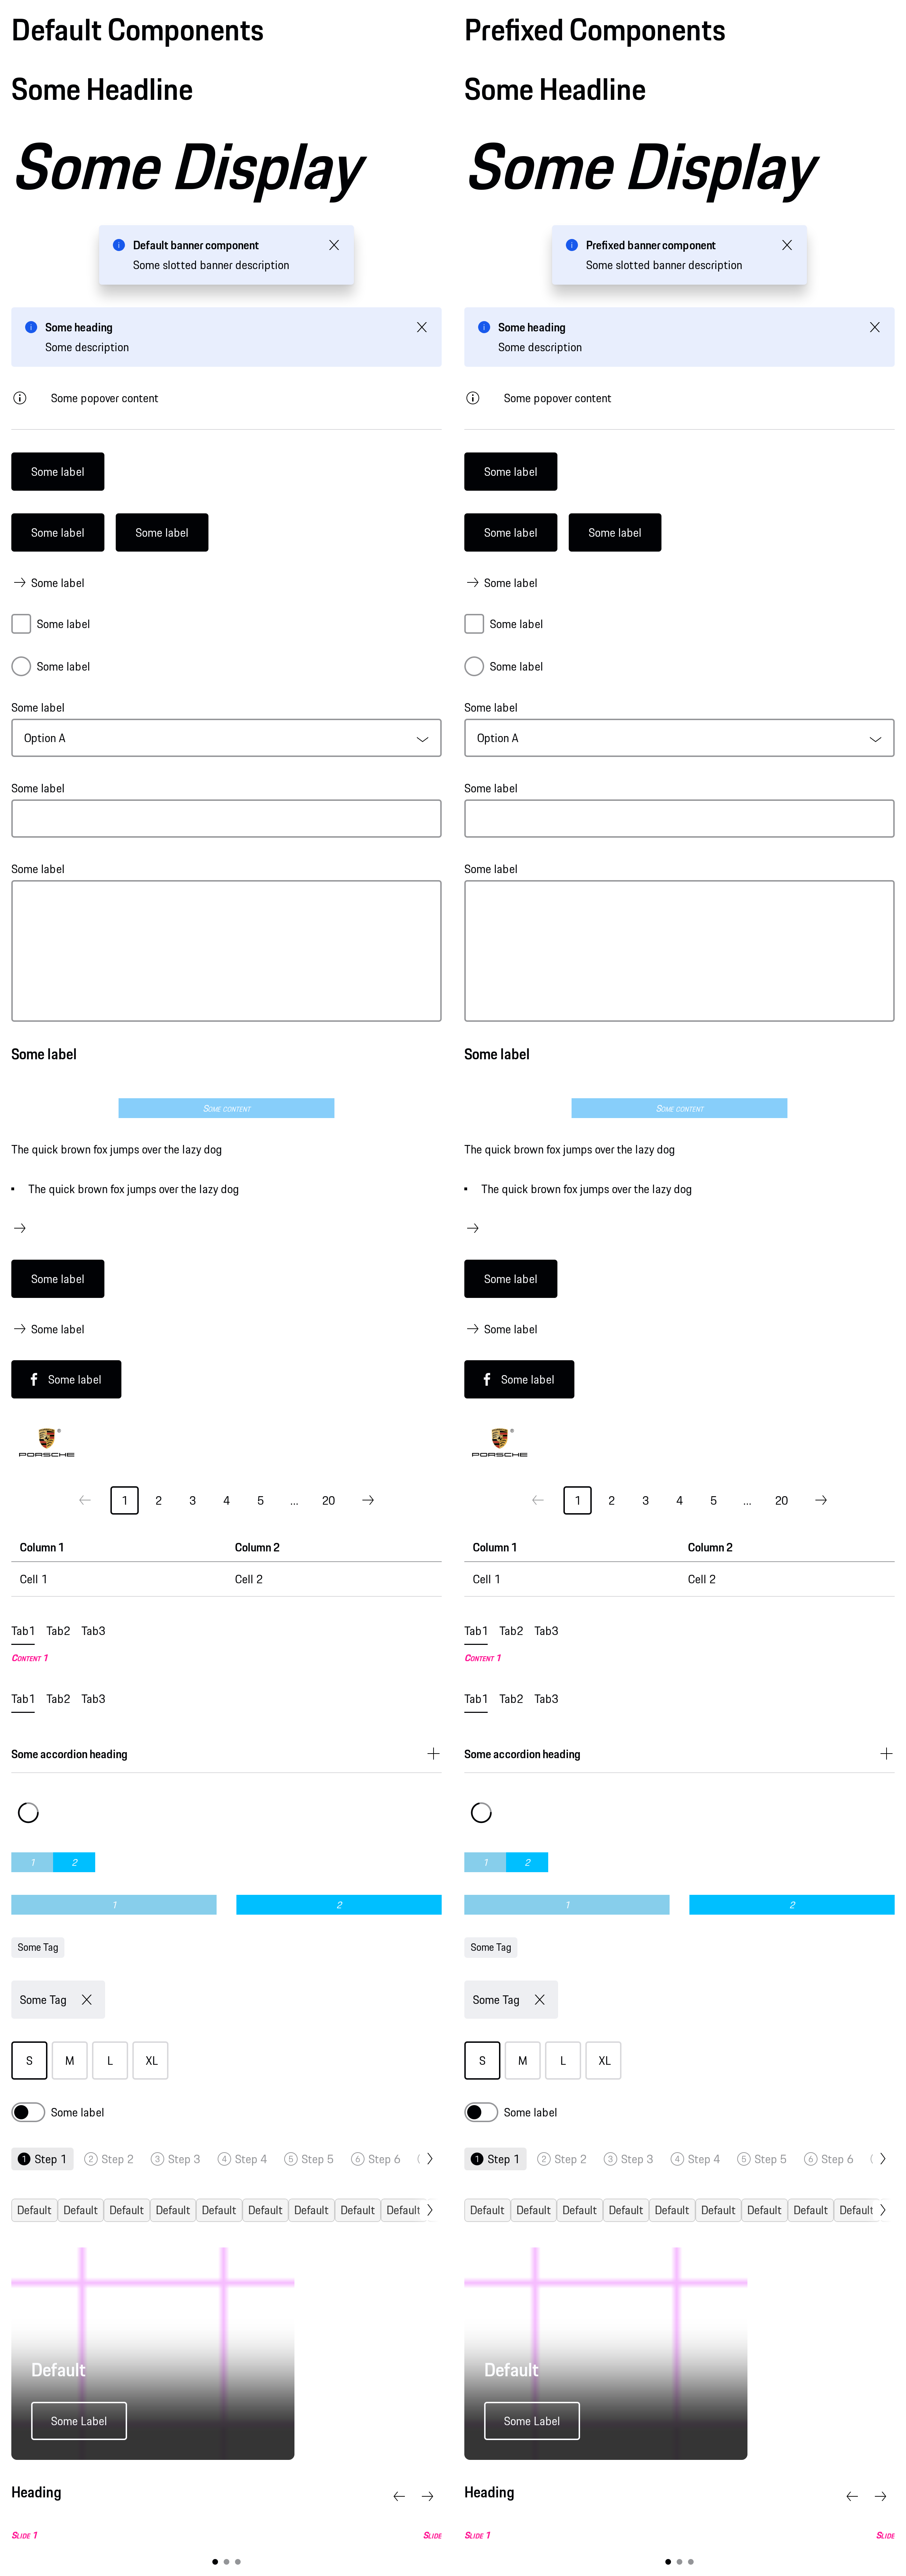 Default Components
Some Headline
Some Display
Default banner component
Some slotted banner description
Some heading
Some description
Some popover content
Some label
Some label Some label
Some label
Some label
Some label
Some label
Option A
Some label
Some label
Some label
Some content
The quick brown fox jumps over the lazy dog
The quick brown fox jumps over the lazy dog
Some label
Some label
Some label
PORSCHE
1 2 3 4 5 ... 20
Column 1 Column 2
Cell 1 Cell 2
Tab1 Tab2 Tab3
Content 1
Tab1 Tab2 Tab3
Some accordion heading
1 2
1 2
Some Tag
Some Tag
S M L XL
Some label
1 Step 1 2 Step 2 3 Step 3 4 Step 4 5 Step 5 6 Step 6
Default Default Default Default Default Default Default Default Default
Default
Some Label
Heading
Slide 1 Slide
Prefixed Components
Some Headline
Some Display
Prefixed banner component
Some slotted banner description
Some heading
Some description
Some popover content
Some label
Some label Some label
Some label
Some label
Some label
Some label
Option A
Some label
Some label
Some label
Some content
The quick brown fox jumps over the lazy dog
The quick brown fox jumps over the lazy dog
Some label
Some label
Some label
PORSCHE
1 2 3 4 5 ... 20
Column 1 Column 2
Cell 1 Cell 2
Tab1 Tab2 Tab3
Content 1
Tab1 Tab2 Tab3
Some accordion heading
1 2
1 2
Some Tag
Some Tag
S M L XL
Some label
1 Step 1 2 Step 2 3 Step 3 4 Step 4 5 Step 5 6 Step 6
Default Default Default Default Default Default Default Default Default
Default
Some Label
Heading
Slide 1 Slide